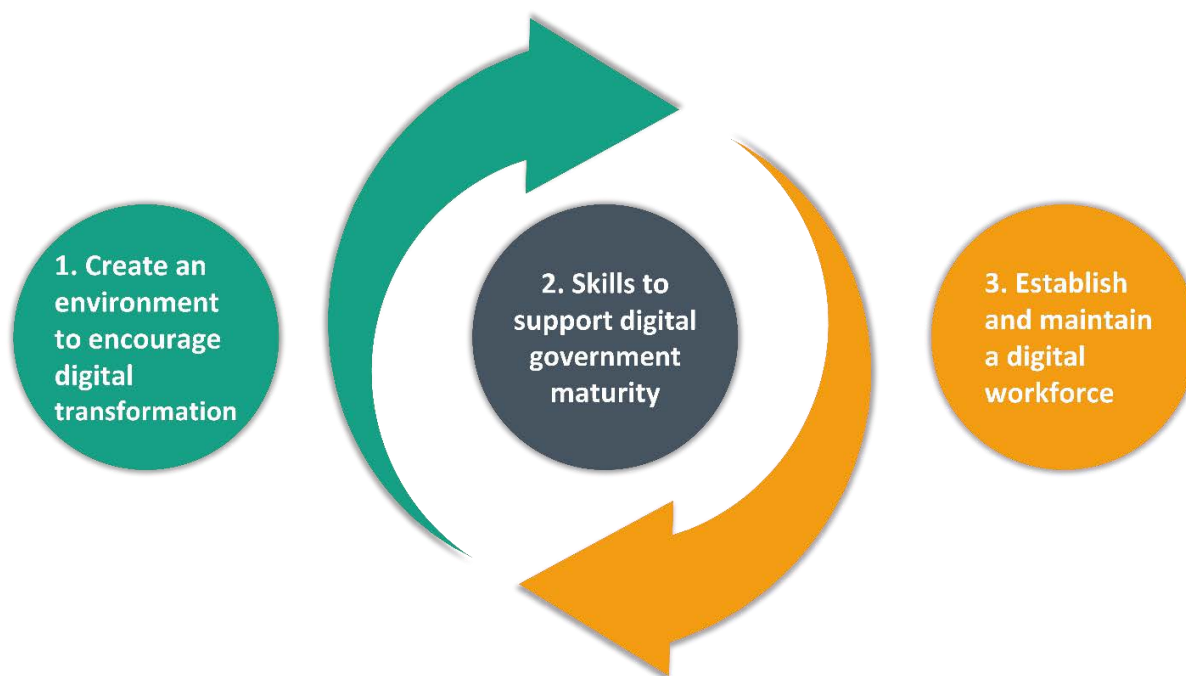 1. Create an
environment
to encourage
digital
transformation
2. Skills to
support digital
government
maturity
3. Establish
and maintain
a digital
workforce